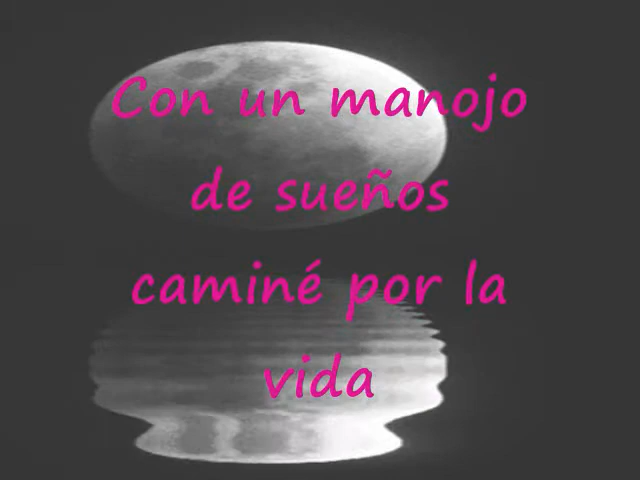 Con un manojo
de sueños
caminé por la
vida